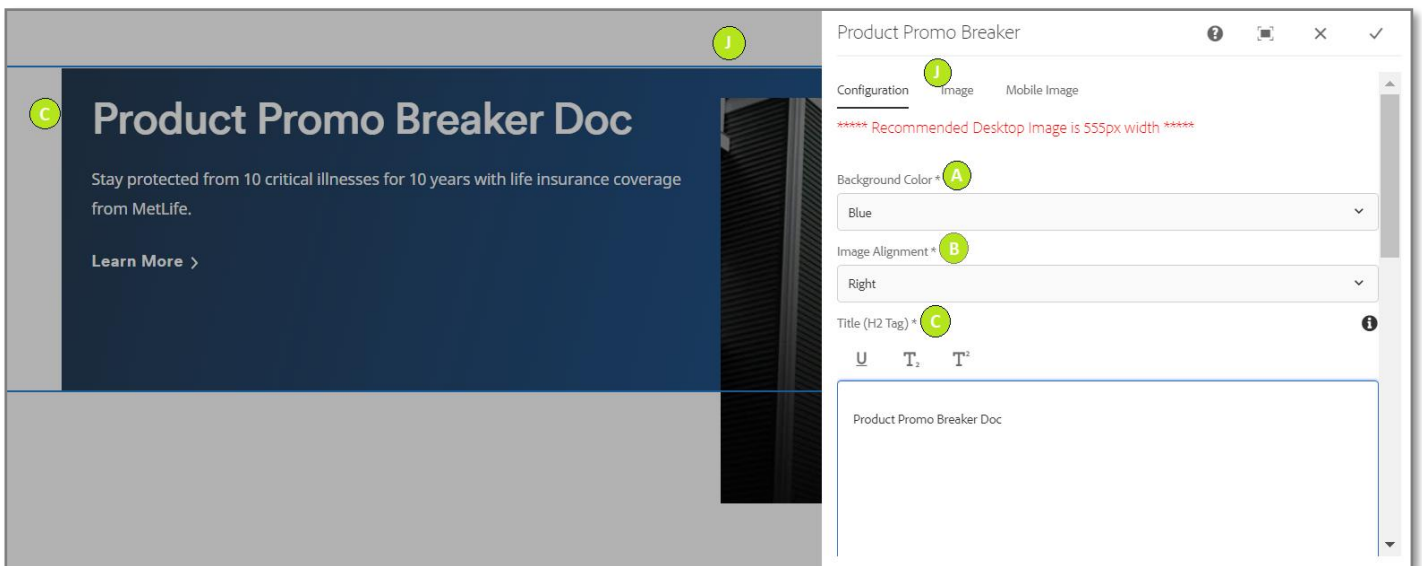 J
C
Product Promo Breaker Doc
Stay protected from 10 critical illnesses for 10 years with life insurance coverage
from MetLife.
Learn More >
Product Promo Breaker
J
Configuration Image Mobile Image
***** Recommended Desktop Image is 555px width *****
Background Color * A
Blue
Image Alignment * B
Right
Title (H2 Tag) * C
U T₂ T²
Product Promo Breaker Doc